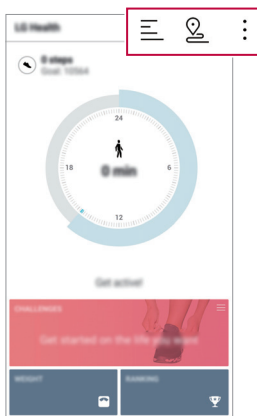 LG Health
0 steps
Goal: 10564
24
18
0 min
6
12
Get active!
CHALLENGES
Get started on the life you want
WEIGHT
RANKING